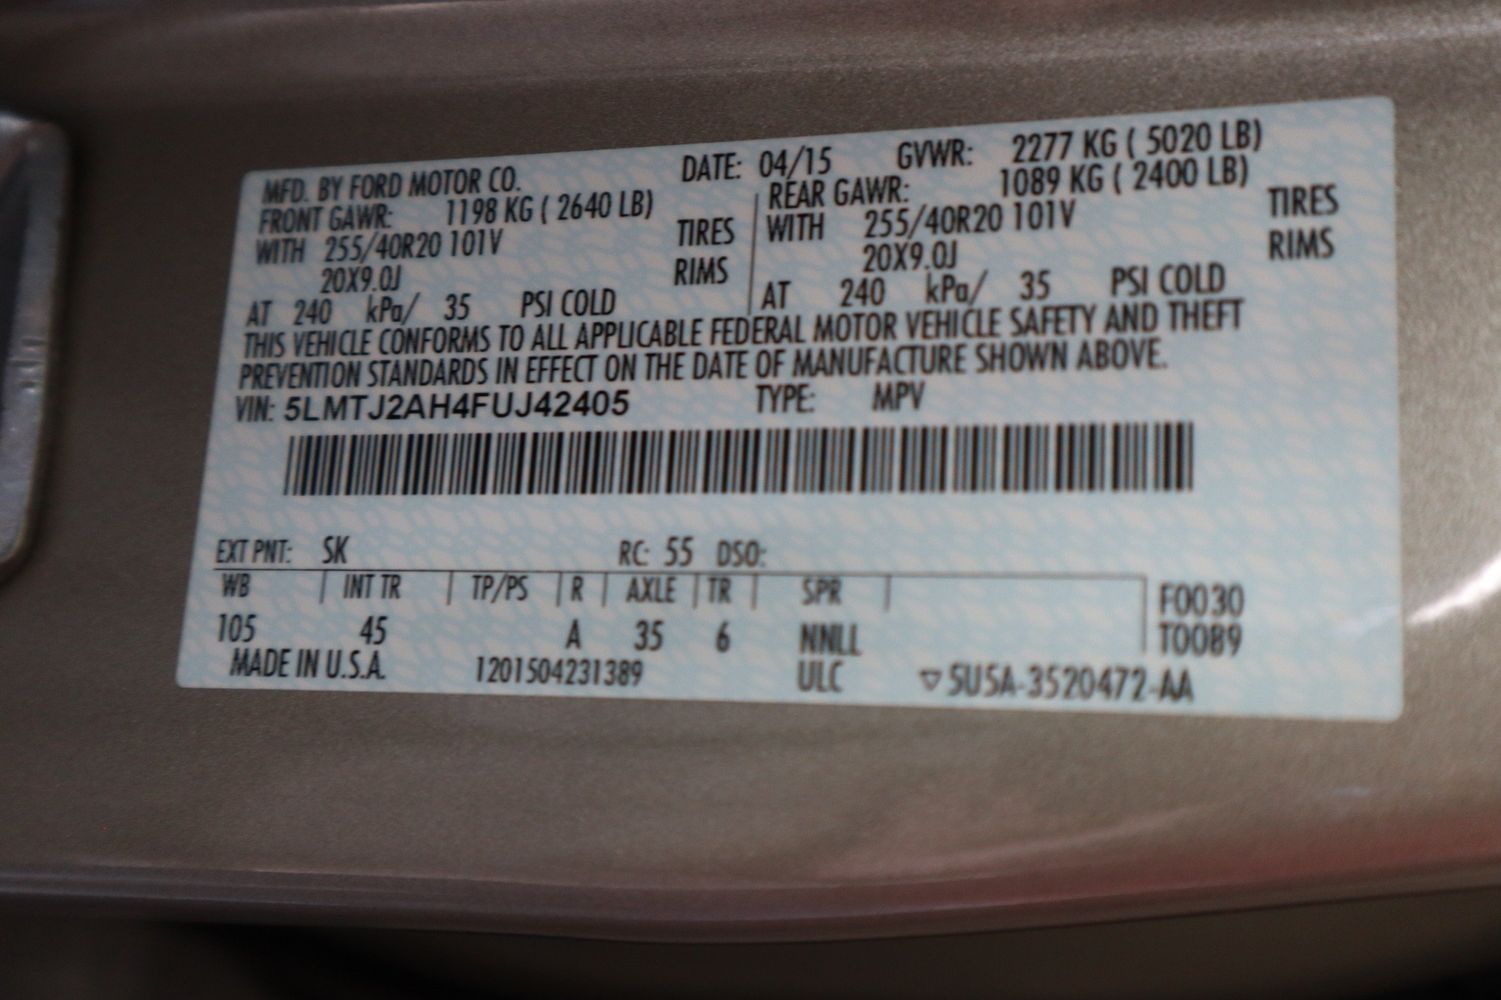 MFD. BY FORD MOTOR CO. DATE: 04/15 GVWR: 2277 KG ( 5020 LB)
FRONT GAWR: 1198 KG ( 2640 LB) REAR GAWR: 1089 KG ( 2400 LB)
WITH 255/40R20 101V TIRES WITH 255/40R20 101V TIRES
20X9.0J RIMS 20X9.0J RIMS
AT 240 kPa/ 35 PSI COLD AT 240 kPa/ 35 PSI COLD
THIS VEHICLE CONFORMS TO ALL APPLICABLE FEDERAL MOTOR VEHICLE SAFETY AND THEFT
PREVENTION STANDARDS IN EFFECT ON THE DATE OF MANUFACTURE SHOWN ABOVE.
VIN: 5LMTJ2AH4FUJ42405 TYPE: MPV
EXT PNT: SK RC: 55 DSO:
WB INT TR TP/PS R AXLE TR SPR F0030
105 45 A 35 6 NNLL T0089
MADE IN U.S.A. 1201504231389 ULC ▽5U5A-3520472-AA